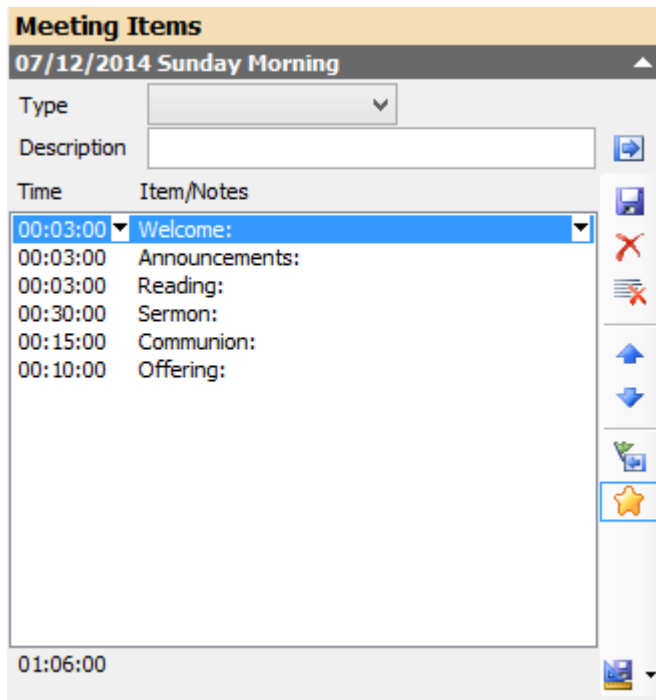 Meeting Items
07/12/2014 Sunday Morning
Type
Description
Time Item/Notes
00:03:00 Welcome:
00:03:00 Announcements:
00:03:00 Reading:
00:30:00 Sermon:
00:15:00 Communion:
00:10:00 Offering:
01:06:00